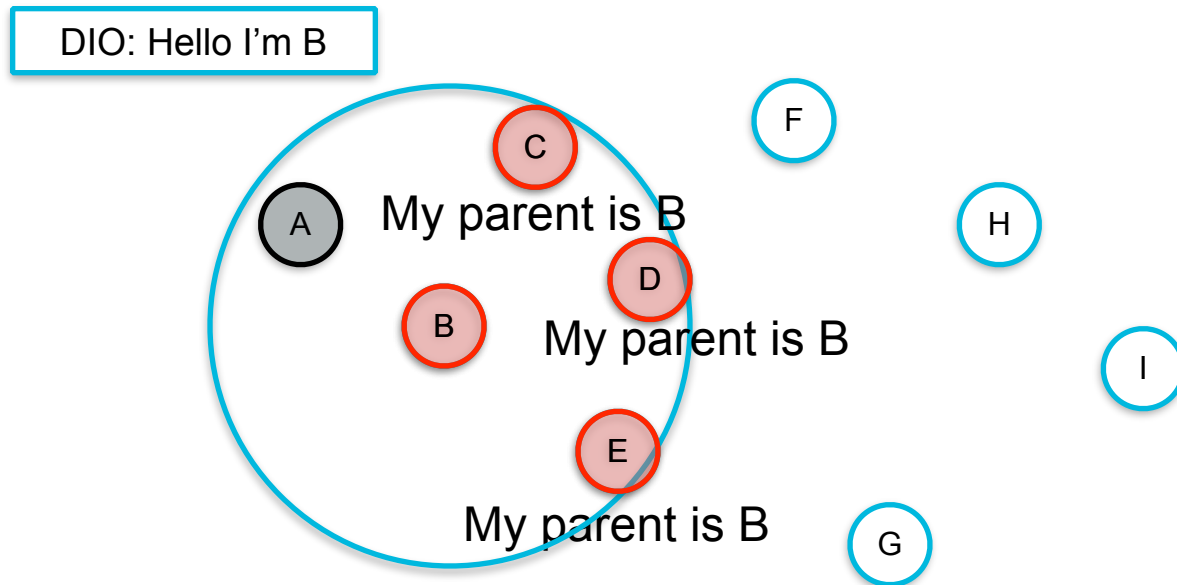 DIO: Hello I'm B
F
C
A
My parent is B
H
D
B
My parent is B
I
E
My parent is B
G